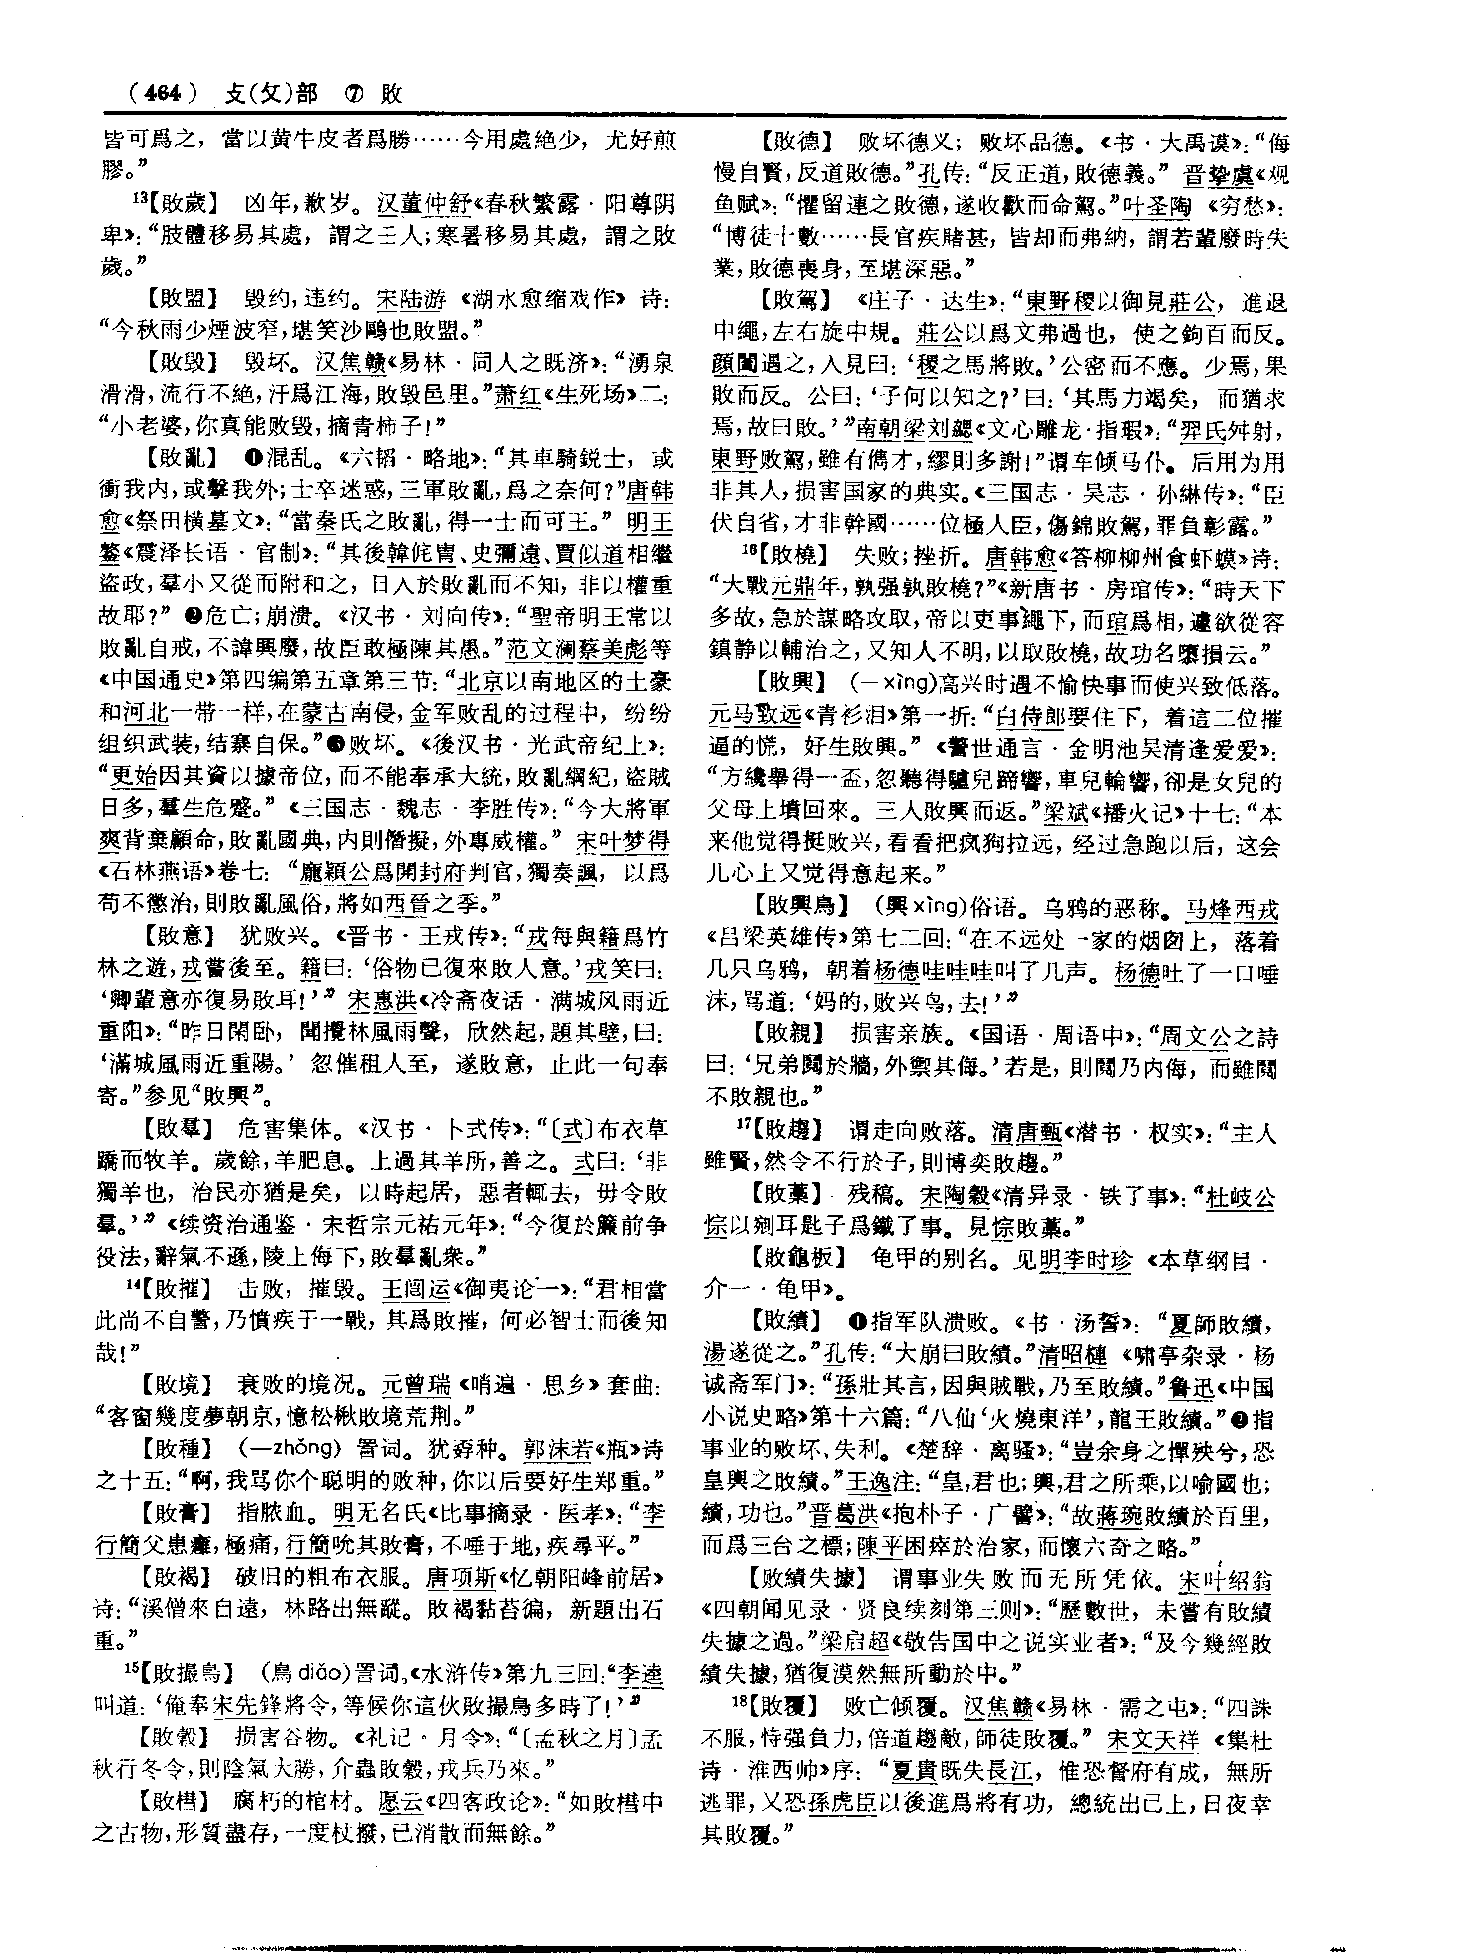 (464) 攴(攵)部 ⑦ 敗
皆可爲之，當以黄牛皮者爲勝……今用處絶少，尤好煎
膠。”
13【敗歲】 凶年，歉岁。汉董仲舒《春秋繁露·阳尊阴
卑》：“肢體移易其處，謂之壬人；寒暑移易其處，謂之敗
歲。”
【敗盟】 毁约，违约。宋陆游《湖水愈缩戏作》诗：
“今秋雨少煙波窄，堪笑沙鷗也敗盟。”
【敗毁】 毁坏。汉焦赣《易林·同人之既济》：“湧泉
滑滑，流行不絶，汙爲江海，敗毁邑里。”萧红《生死场》二：
“小老婆，你真能败毁，摘青柿子！”
【敗亂】 ❶混乱。《六韬·略地》：“其車騎鋭士，或
衝我内，或擊我外；士卒迷惑，三軍敗亂，爲之奈何？”唐韩
愈《祭田横墓文》：“當秦氏之敗亂，得一士而可王。”明王
鏊《震泽长语·官制》：“其後韓侂胄、史彌遠、賈似道相繼
盜政，羣小又從而附和之，日入於敗亂而不知，非以權重
故耶？” ❷危亡；崩溃。《汉书·刘向传》：“聖帝明王常以
敗亂自戒，不諱興廢，故臣敢極陳其愚。”范文澜蔡美彪等
《中国通史》第四编第五章第三节：“北京以南地区的土豪
和河北一带一样，在蒙古南侵，金军败乱的过程中，纷纷
组织武装，结寨自保。”❸败坏。《後汉书·光武帝纪上》：
“更始因其資以據帝位，而不能奉承大統，敗亂綱紀，盜賊
日多，羣生危蹙。”《三国志·魏志·李胜传》：“今大將軍
爽背棄顧命，敗亂國典，内則僭擬，外專威權。”宋叶梦得
《石林燕语》卷七：“龐穎公爲開封府判官，獨奏諷，以爲
苟不懲治，則敗亂風俗，將如西晉之季。”
【敗意】 犹败兴。《晋书·王戎传》：“戎每與籍爲竹
林之遊，戎嘗後至。籍曰：‘俗物已復來敗人意。’戎笑曰：
‘卿輩意亦復易敗耳！’”宋惠洪《冷斋夜话·满城风雨近
重阳》：“昨日閑卧，聞攪林風雨聲，欣然起，題其壁，曰：
‘滿城風雨近重陽。’忽催租人至，遂敗意，止此一句奉
寄。”参见“敗興”。
【敗羣】 危害集体。《汉书·卜式传》：“〔式〕布衣草
蹻而牧羊。歲餘，羊肥息。上過其羊所，善之。式曰：‘非
獨羊也，治民亦猶是矣，以時起居，惡者輒去，毋令敗
羣。’”《续资治通鉴·宋哲宗元祐元年》：“今復於簾前争
役法，辭氣不遜，陵上侮下，敗羣亂衆。”
14【敗摧】 击败，摧毁。王闿运《御夷论一》：“君相當
此尚不自警，乃憤疾于一戰，其爲敗摧，何必智士而後知
哉！”
【敗境】 衰败的境况。元曾瑞《哨遍·思乡》套曲：
“客窗幾度夢朝京，憶松楸敗境荒荆。”
【敗種】 （—zhǒng）詈词。犹孬种。郭沫若《瓶》诗
之十五：“啊，我骂你个聪明的败种，你以后要好生郑重。”
【敗膏】 指脓血。明无名氏《比事摘录·医孝》：“李
行簡父患癰，極痛，行簡吮其敗膏，不唾于地，疾尋平。”
【敗褐】 破旧的粗布衣服。唐项斯《忆朝阳峰前居》
诗：“溪僧來自遠，林路出無蹤。敗褐黏苔徧，新題出石
重。”
15【敗撮鳥】 （鳥diǎo）詈词。《水浒传》第九三回：“李逵
叫道：‘俺奉宋先鋒將令，等候你這伙敗撮鳥多時了！’”
【敗穀】 损害谷物。《礼记·月令》：“〔孟秋之月〕孟
秋行冬令，則陰氣大勝，介蟲敗穀，戎兵乃來。”
【敗槥】 腐朽的棺材。愿云《四客政论》：“如敗槥中
之古物，形質盡存，一度杖撥，已消散而無餘。”
【敗德】 败坏德义；败坏品德。《书·大禹谟》：“侮
慢自賢，反道敗德。”孔传：“反正道，敗德義。”晋挚虞《观
鱼赋》：“懼留連之敗德，遂收歡而命駕。”叶圣陶《穷愁》：
“博徒十數……長官疾賭甚，皆却而弗納，謂若輩廢時失
業，敗德喪身，至堪深惡。”
【敗駕】 《庄子·达生》：“東野稷以御見莊公，進退
中繩，左右旋中規。莊公以爲文弗過也，使之鉤百而反。
顔闔遇之，入見曰：‘稷之馬將敗。’公密而不應。少焉，果
敗而反。公曰：‘子何以知之？’曰：‘其馬力竭矣，而猶求
焉，故曰敗。’”南朝梁刘勰《文心雕龙·指瑕》：“羿氏舛射，
東野敗駕，雖有儁才，繆則多謝！”谓车倾马仆。后用为用
非其人，损害国家的典实。《三国志·吴志·孙綝传》：“臣
伏自省，才非幹國……位極人臣，傷錦敗駕，罪負彰露。”
16【敗橈】 失败；挫折。唐韩愈《答柳柳州食虾蟆》诗：
“大戰元鼎年，孰强孰敗橈？”《新唐书·房琯传》：“時天下
多故，急於謀略攻取，帝以吏事繩下，而琯爲相，遽欲從容
鎮静以輔治之，又知人不明，以取敗橈，故功名隳損云。”
【敗興】 （—xìng）高兴时遇不愉快事而使兴致低落。
元马致远《青衫泪》第一折：“白侍郎要住下，着這二位摧
逼的慌，好生敗興。”《警世通言·金明池吴清逢爱爱》：
“方纔舉得一盃，忽聽得驢兒蹄響，車兒輪響，卻是女兒的
父母上墳回來。三人敗興而返。”梁斌《播火记》十七：“本
来他觉得挺败兴，看看把疯狗拉远，经过急跑以后，这会
儿心上又觉得意起来。”
【敗興鳥】 （興xìng）俗语。乌鸦的恶称。马烽西戎
《吕梁英雄传》第七二回：“在不远处一家的烟囱上，落着
几只乌鸦，朝着杨德哇哇哇叫了几声。杨德吐了一口唾
沫，骂道：‘妈的，败兴鸟，去！’”
【敗親】 损害亲族。《国语·周语中》：“周文公之詩
曰：‘兄弟鬩於牆，外禦其侮。’若是，則鬩乃内侮，而雖鬩
不敗親也。”
17【敗趨】 谓走向败落。清唐甄《潜书·权实》：“主人
雖賢，然令不行於子，則博奕敗趨。”
【敗藁】 残稿。宋陶穀《清异录·铁了事》：“杜岐公
悰以剜耳匙子爲鐵了事。見悰敗藁。”
【敗龜板】 龟甲的别名。见明李时珍《本草纲目·
介一·龟甲》。
【敗績】 ❶指军队溃败。《书·汤誓》：“夏師敗績，
湯遂從之。”孔传：“大崩曰敗績。”清昭槤《啸亭杂录·杨
诚斋军门》：“孫壯其言，因與賊戰，乃至敗績。”鲁迅《中国
小说史略》第十六篇：“八仙‘火燒東洋’，龍王敗績。”❷指
事业的败坏、失利。《楚辞·离骚》：“豈余身之憚殃兮，恐
皇輿之敗績。”王逸注：“皇，君也；輿，君之所乘，以喻國也；
績，功也。”晋葛洪《抱朴子·广譬》：“故蔣琬敗績於百里，
而爲三台之標；陳平困瘁於治家，而懷六奇之略。”
【敗績失據】 谓事业失败而无所凭依。宋叶绍翁
《四朝闻见录·贤良续刻第三则》：“歷數世，未嘗有敗績
失據之過。”梁启超《敬告国中之说实业者》：“及今幾經敗
績失據，猶復漠然無所動於中。”
18【敗覆】 败亡倾覆。汉焦赣《易林·需之屯》：“四誅
不服，恃强負力，倍道趨敵，師徒敗覆。”宋文天祥《集杜
诗·淮西帅》序：“夏貴既失長江，惟恐督府有成，無所
逃罪，又恐孫虎臣以後進爲將有功，總統出己上，日夜幸
其敗覆。”